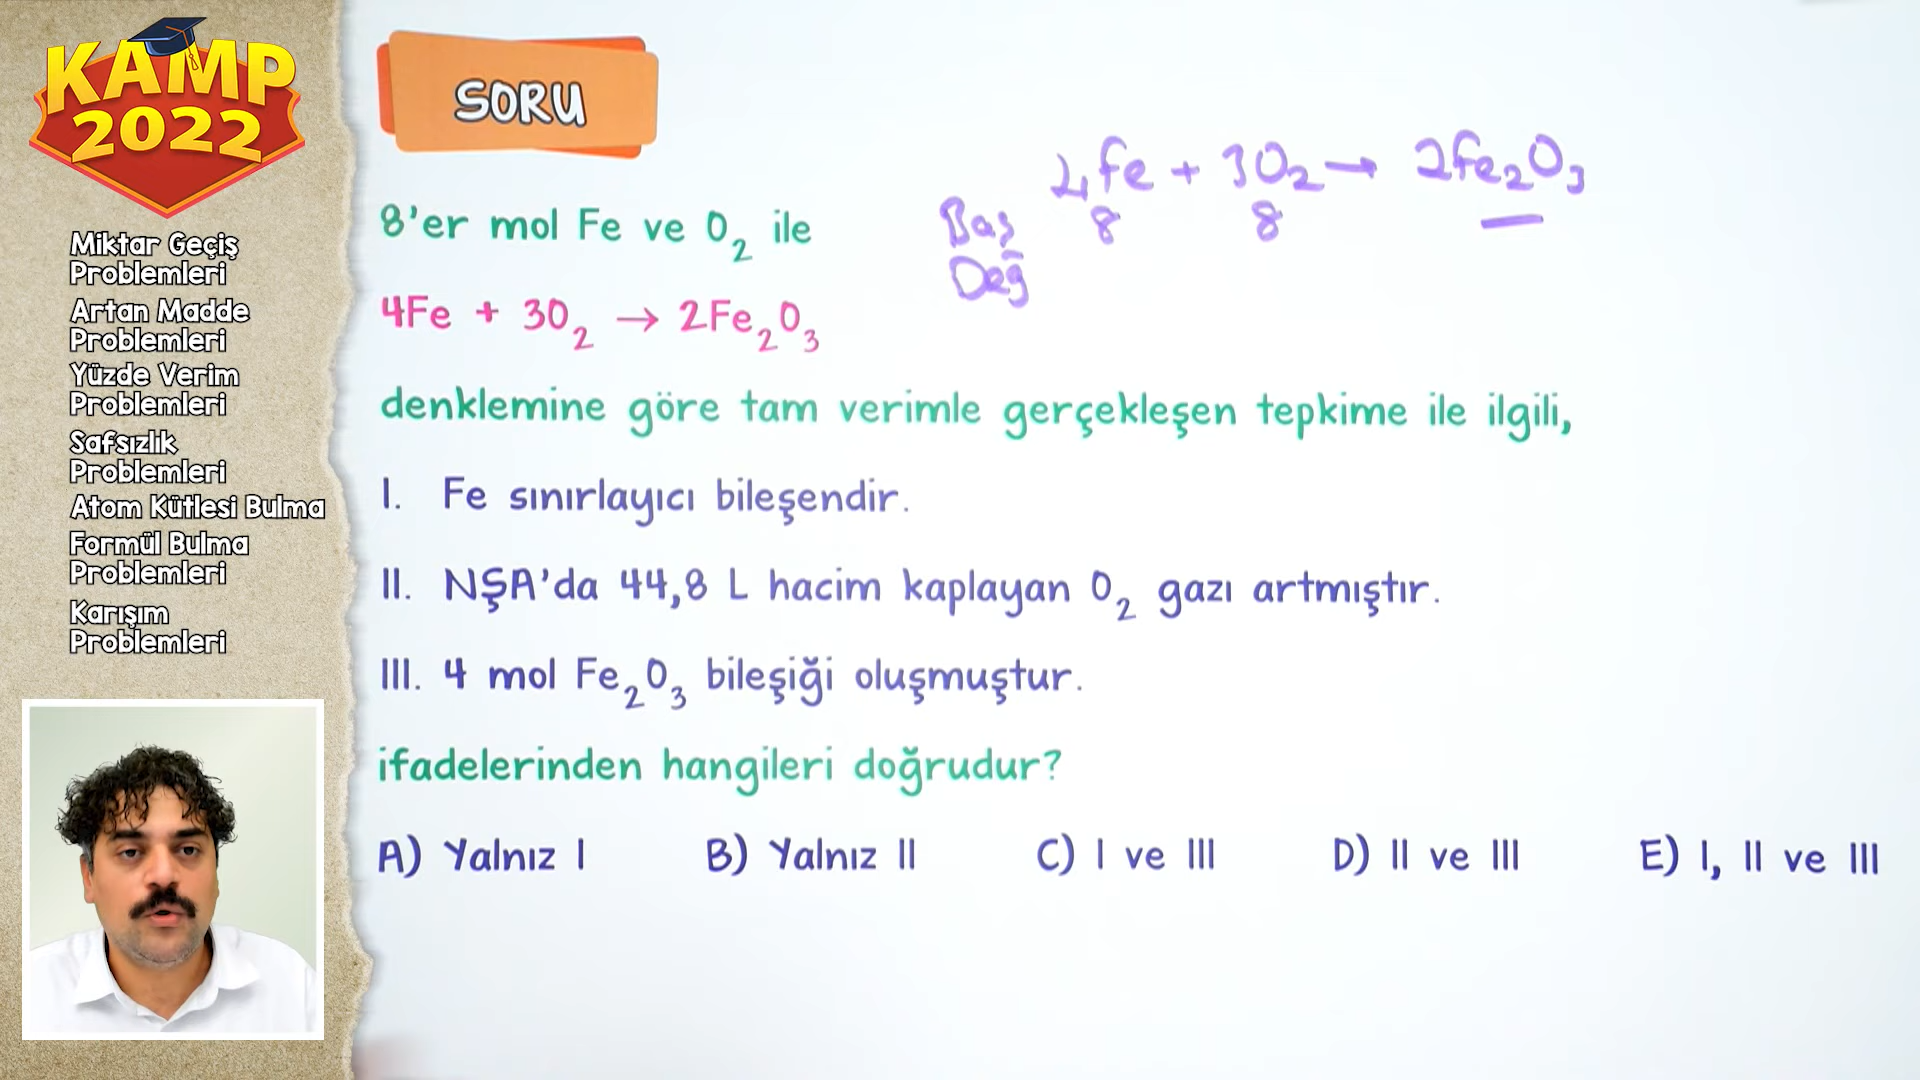 KAMP
2022
Miktar Geçiş
Problemleri
Artan Madde
Problemleri
Yüzde Verim
Problemleri
Safsızlık
Problemleri
Atom Kütlesi Bulma
Formül Bulma
Problemleri
Karışım
Problemleri
SORU
4Fe + 3O₂ → 2Fe₂O₃
Baş 8 8
Değ
8'er mol Fe ve O₂ ile
4Fe + 3O₂ → 2Fe₂O₃
denklemine göre tam verimle gerçekleşen tepkime ile ilgili,
I. Fe sınırlayıcı bileşendir.
II. NŞA'da 44,8 L hacim kaplayan O₂ gazı artmıştır.
III. 4 mol Fe₂O₃ bileşiği oluşmuştur.
ifadelerinden hangileri doğrudur?
A) Yalnız I B) Yalnız II C) I ve III D) II ve III E) I, II ve III